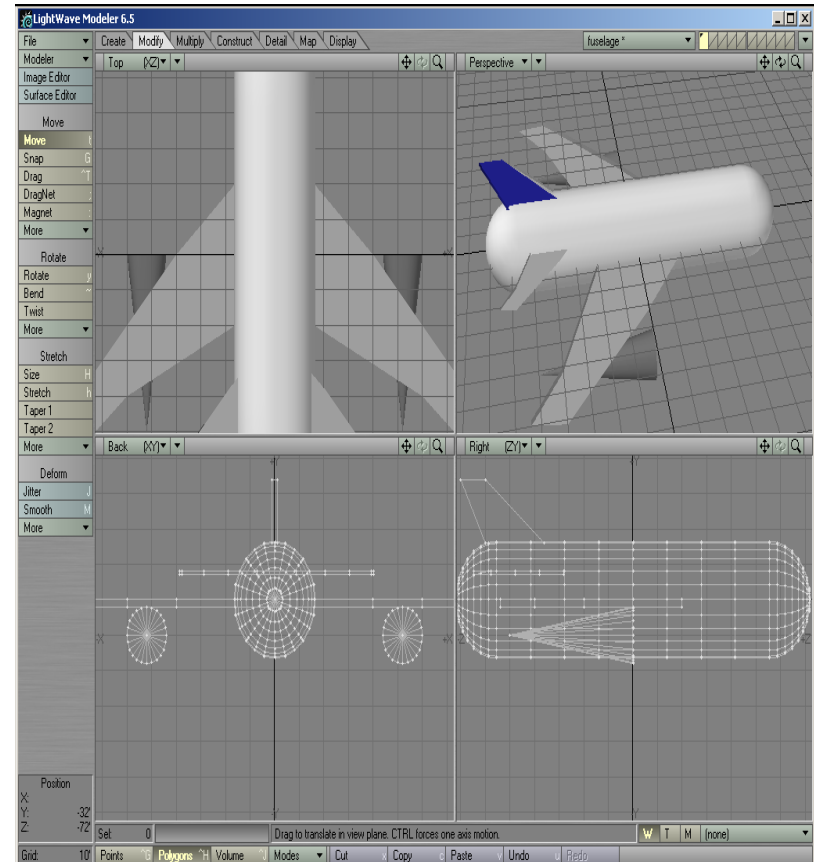 LightWave Modeler 6.5
File Create Modify Multiply Construct Detail Map Display fuselage *
Modeler Top (XZ) Perspective
Image Editor
Surface Editor
Move
Move t
Snap G
Drag ^T
DragNet ;
Magnet :
More
Rotate
Rotate y
Bend ~
Twist
More
Stretch
Size H
Stretch h
Taper 1
Taper 2
More Back (XY) Right (ZY)
Deform
Jitter J
Smooth M
More
Position
X:
Y: -32'
Z: -72'
Sel: 0 Drag to translate in view plane. CTRL forces one axis motion. W T M (none)
Grid: 10' Points ^G Polygons ^H Volume ^J Modes Cut x Copy c Paste v Undo u Redo